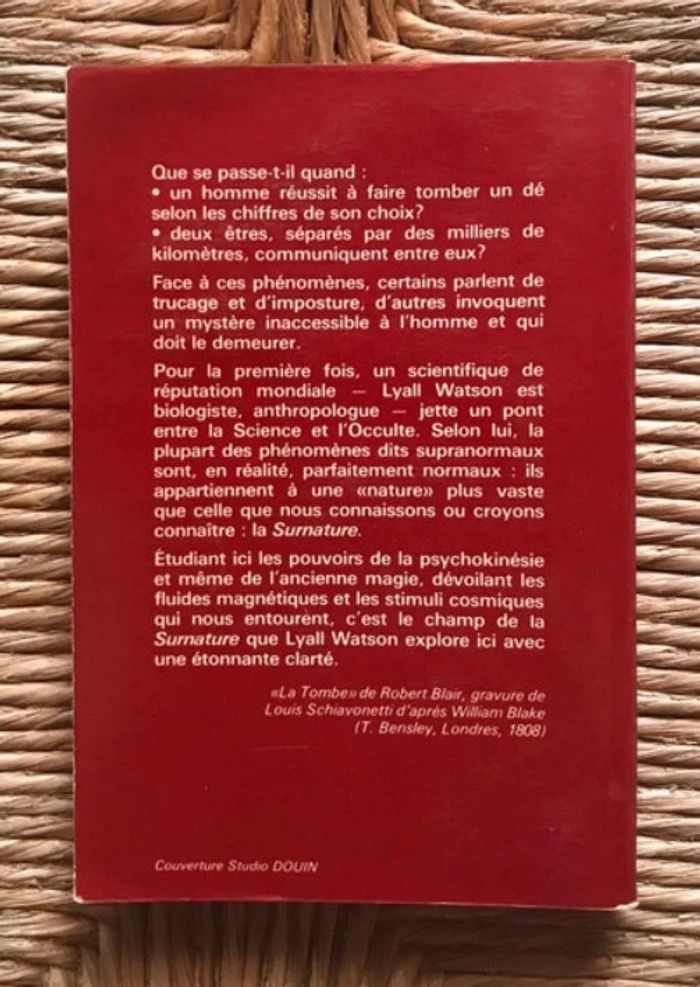 Que se passe-t-il quand :
• un homme réussit à faire tomber un dé
selon les chiffres de son choix?
• deux êtres, séparés par des milliers de
kilomètres, communiquent entre eux?
Face à ces phénomènes, certains parlent de
trucage et d'imposture, d'autres invoquent
un mystère inaccessible à l'homme et qui
doit le demeurer.
Pour la première fois, un scientifique de
réputation mondiale — Lyall Watson est
biologiste, anthropologue — jette un pont
entre la Science et l'Occulte. Selon lui, la
plupart des phénomènes dits supranormaux
sont, en réalité, parfaitement normaux : ils
appartiennent à une «nature» plus vaste
que celle que nous connaissons ou croyons
connaître : la Surnature.
Étudiant ici les pouvoirs de la psychokinésie
et même de l'ancienne magie, dévoilant les
fluides magnétiques et les stimuli cosmiques
qui nous entourent, c'est le champ de la
Surnature que Lyall Watson explore ici avec
une étonnante clarté.
«La Tombe» de Robert Blair, gravure de
Louis Schiavonetti d'après William Blake
(T. Bensley, Londres, 1808)
Couverture Studio DOUIN